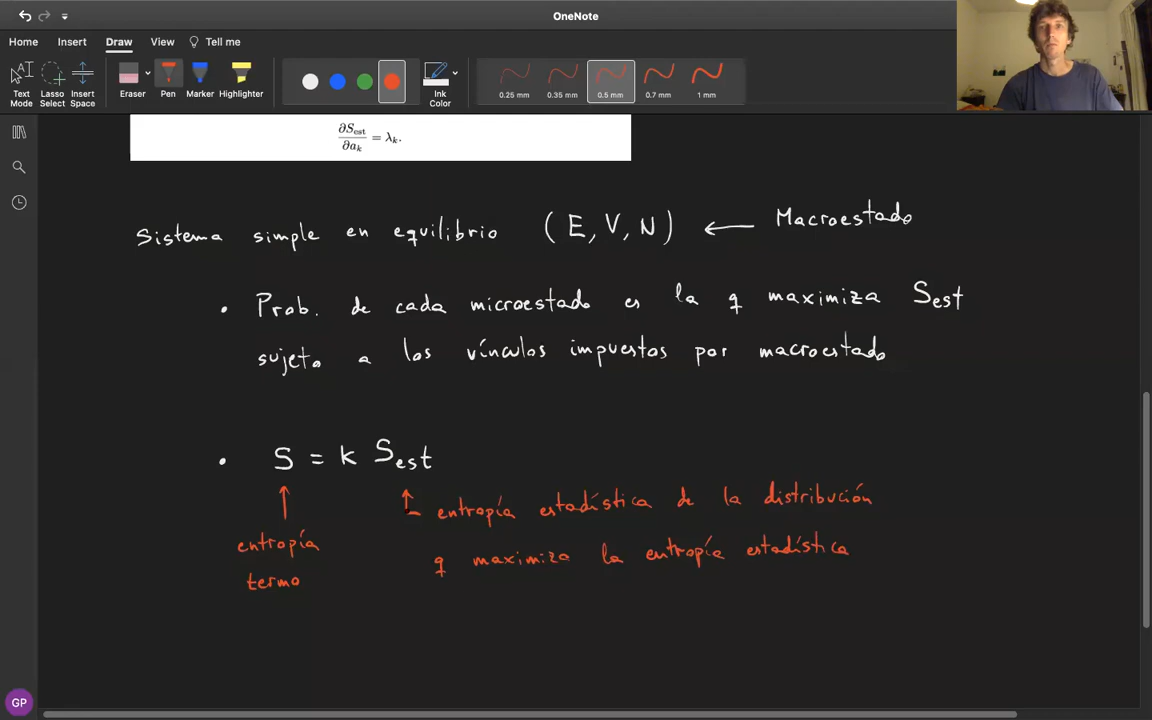 OneNote
Home Insert Draw View Tell me
Text Mode Lasso Select Insert Space Eraser Pen Marker Highlighter Ink Color 0.25 mm 0.35 mm 0.5 mm 0.7 mm 1 mm
∂S_est/∂a_k = λ_k.
Sistema simple en equilibrio (E, V, N) ← Macroestado
• Prob. de cada microestado es la q maximiza S_est
sujeto a los vínculos impuestos por macroestado
• S = k S_est
↑ entropía termo
↑ entropía estadística de la distribución
q maximiza la entropía estadística
GP